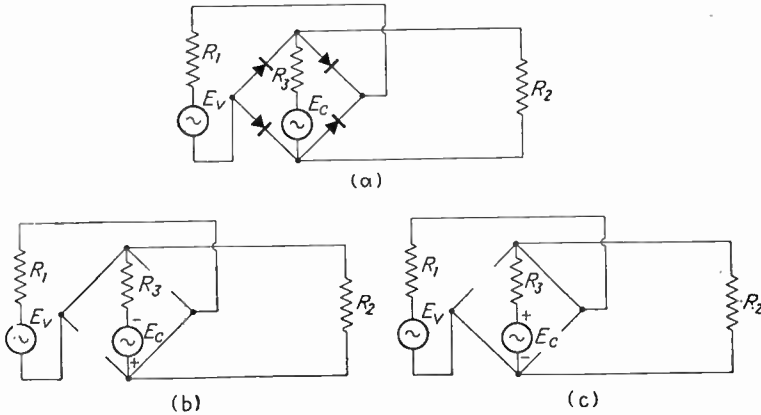 R1
R3
R2
Ev
Ec
(a)
R1
R3
R2
Ev
-
Ec
+
(b)
R1
R3
R2
Ev
+
Ec
-
(c)